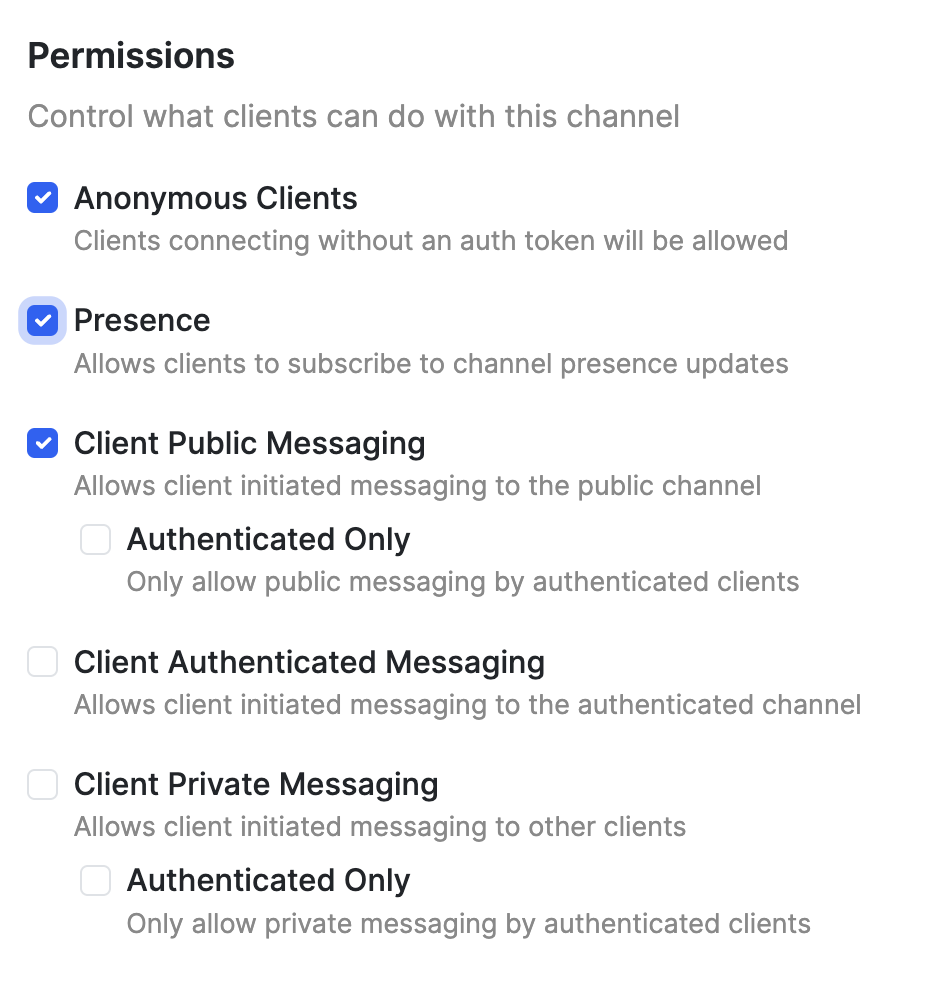 Permissions
Control what clients can do with this channel
Anonymous Clients
Clients connecting without an auth token will be allowed
Presence
Allows clients to subscribe to channel presence updates
Client Public Messaging
Allows client initiated messaging to the public channel
Authenticated Only
Only allow public messaging by authenticated clients
Client Authenticated Messaging
Allows client initiated messaging to the authenticated channel
Client Private Messaging
Allows client initiated messaging to other clients
Authenticated Only
Only allow private messaging by authenticated clients